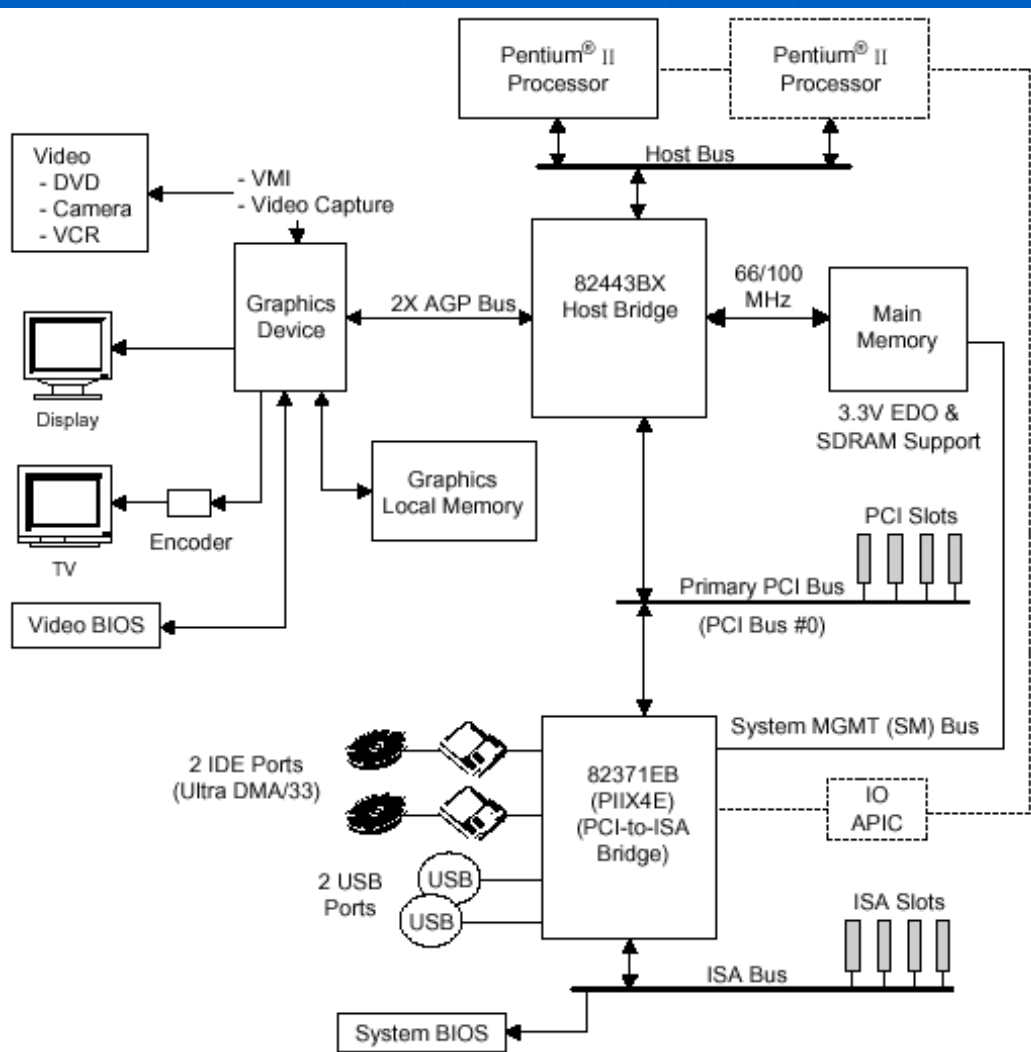 Pentium® II
Processor
Pentium® II
Processor
Host Bus
Video
- DVD
- Camera
- VCR
- VMI
- Video Capture
Graphics
Device
2X AGP Bus
82443BX
Host Bridge
66/100
MHz
Main
Memory
3.3V EDO &
SDRAM Support
Display
Graphics
Local Memory
Encoder
TV
Video BIOS
PCI Slots
Primary PCI Bus
(PCI Bus #0)
System MGMT (SM) Bus
2 IDE Ports
(Ultra DMA/33)
82371EB
(PIIX4E)
(PCI-to-ISA
Bridge)
IO
APIC
2 USB
Ports
USB
USB
ISA Slots
ISA Bus
System BIOS